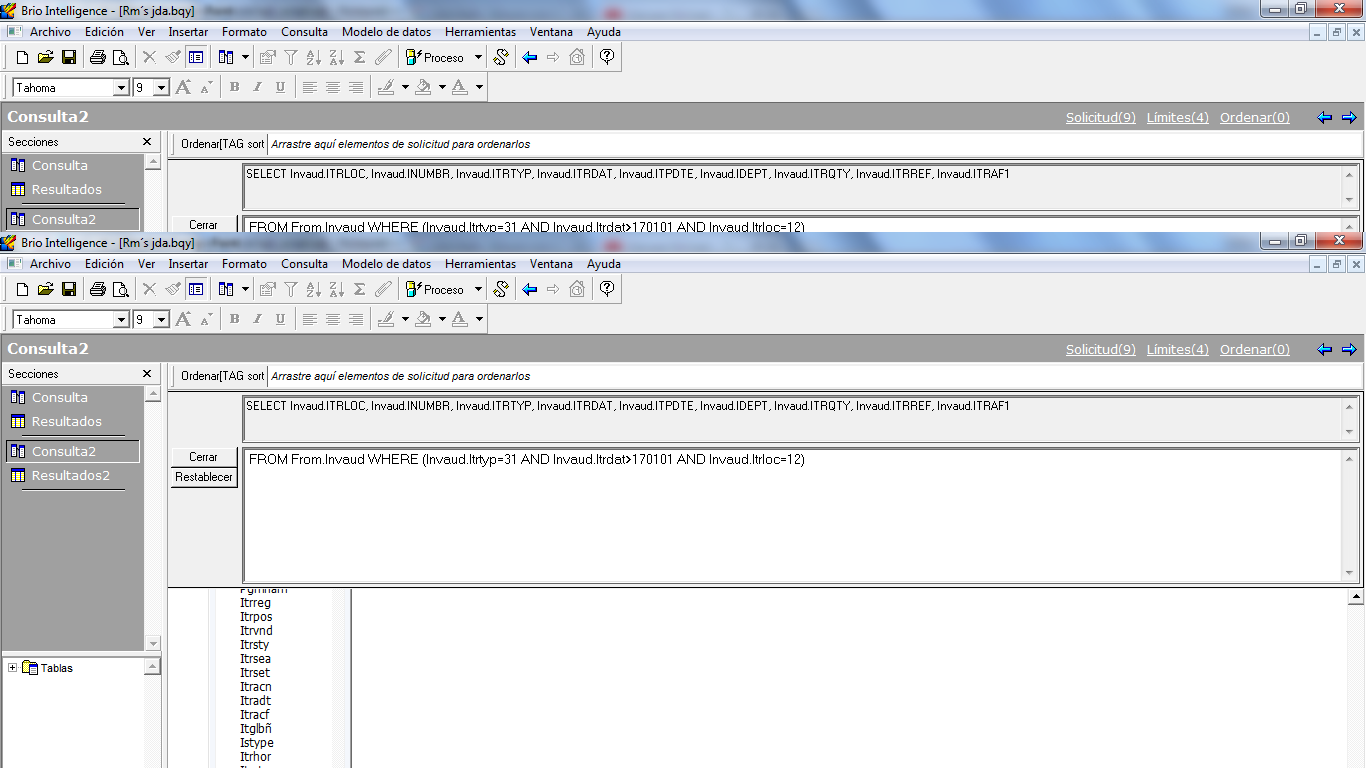 Brio Intelligence - [Rm´s jda.bqy]
Archivo Edición Ver Insertar Formato Consulta Modelo de datos Herramientas Ventana Ayuda
Proceso
Tahoma 9
Consulta2 Solicitud(9) Límites(4) Ordenar(0)
Secciones
Ordenar[TAG sort Arrastre aquí elementos de solicitud para ordenarlos
Consulta
Resultados
Consulta2
SELECT Invaud.ITRLOC, Invaud.INUMBR, Invaud.ITRTYP, Invaud.ITRDAT, Invaud.ITPDTE, Invaud.IDEPT, Invaud.ITRQTY, Invaud.ITRREF, Invaud.ITRAF1
Cerrar
FROM From.Invaud WHERE (Invaud.Itrtyp=31 AND Invaud.Itrdat>170101 AND Invaud.Itrloc=12)
Brio Intelligence - [Rm´s jda.bqy]
Archivo Edición Ver Insertar Formato Consulta Modelo de datos Herramientas Ventana Ayuda
Proceso
Tahoma 9
Consulta2 Solicitud(9) Límites(4) Ordenar(0)
Secciones
Ordenar[TAG sort Arrastre aquí elementos de solicitud para ordenarlos
Consulta
Resultados
Consulta2
Resultados2
SELECT Invaud.ITRLOC, Invaud.INUMBR, Invaud.ITRTYP, Invaud.ITRDAT, Invaud.ITPDTE, Invaud.IDEPT, Invaud.ITRQTY, Invaud.ITRREF, Invaud.ITRAF1
Cerrar
Restablecer
FROM From.Invaud WHERE (Invaud.Itrtyp=31 AND Invaud.Itrdat>170101 AND Invaud.Itrloc=12)
Tablas
Pgmnam
Itrreg
Itrpos
Itrvnd
Itrsty
Itrsea
Itrset
Itracn
Itradt
Itracf
Itglbñ
Istype
Itrhor